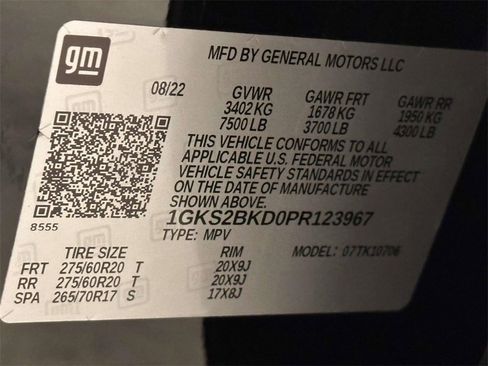 gm
MFD BY GENERAL MOTORS LLC
08/22 GVWR GAWR FRT GAWR RR
3402 KG 1678 KG 1950 KG
7500 LB 3700 LB 4300 LB
THIS VEHICLE CONFORMS TO ALL
APPLICABLE U.S. FEDERAL MOTOR
VEHICLE SAFETY STANDARDS IN EFFECT
ON THE DATE OF MANUFACTURE
SHOWN ABOVE.
8555
1GKS2BKD0PR123967
TYPE: MPV MODEL: 07TK10706
TIRE SIZE RIM
FRT 275/60R20 T 20X9J
RR 275/60R20 T 20X9J
SPA 265/70R17 S 17X8J